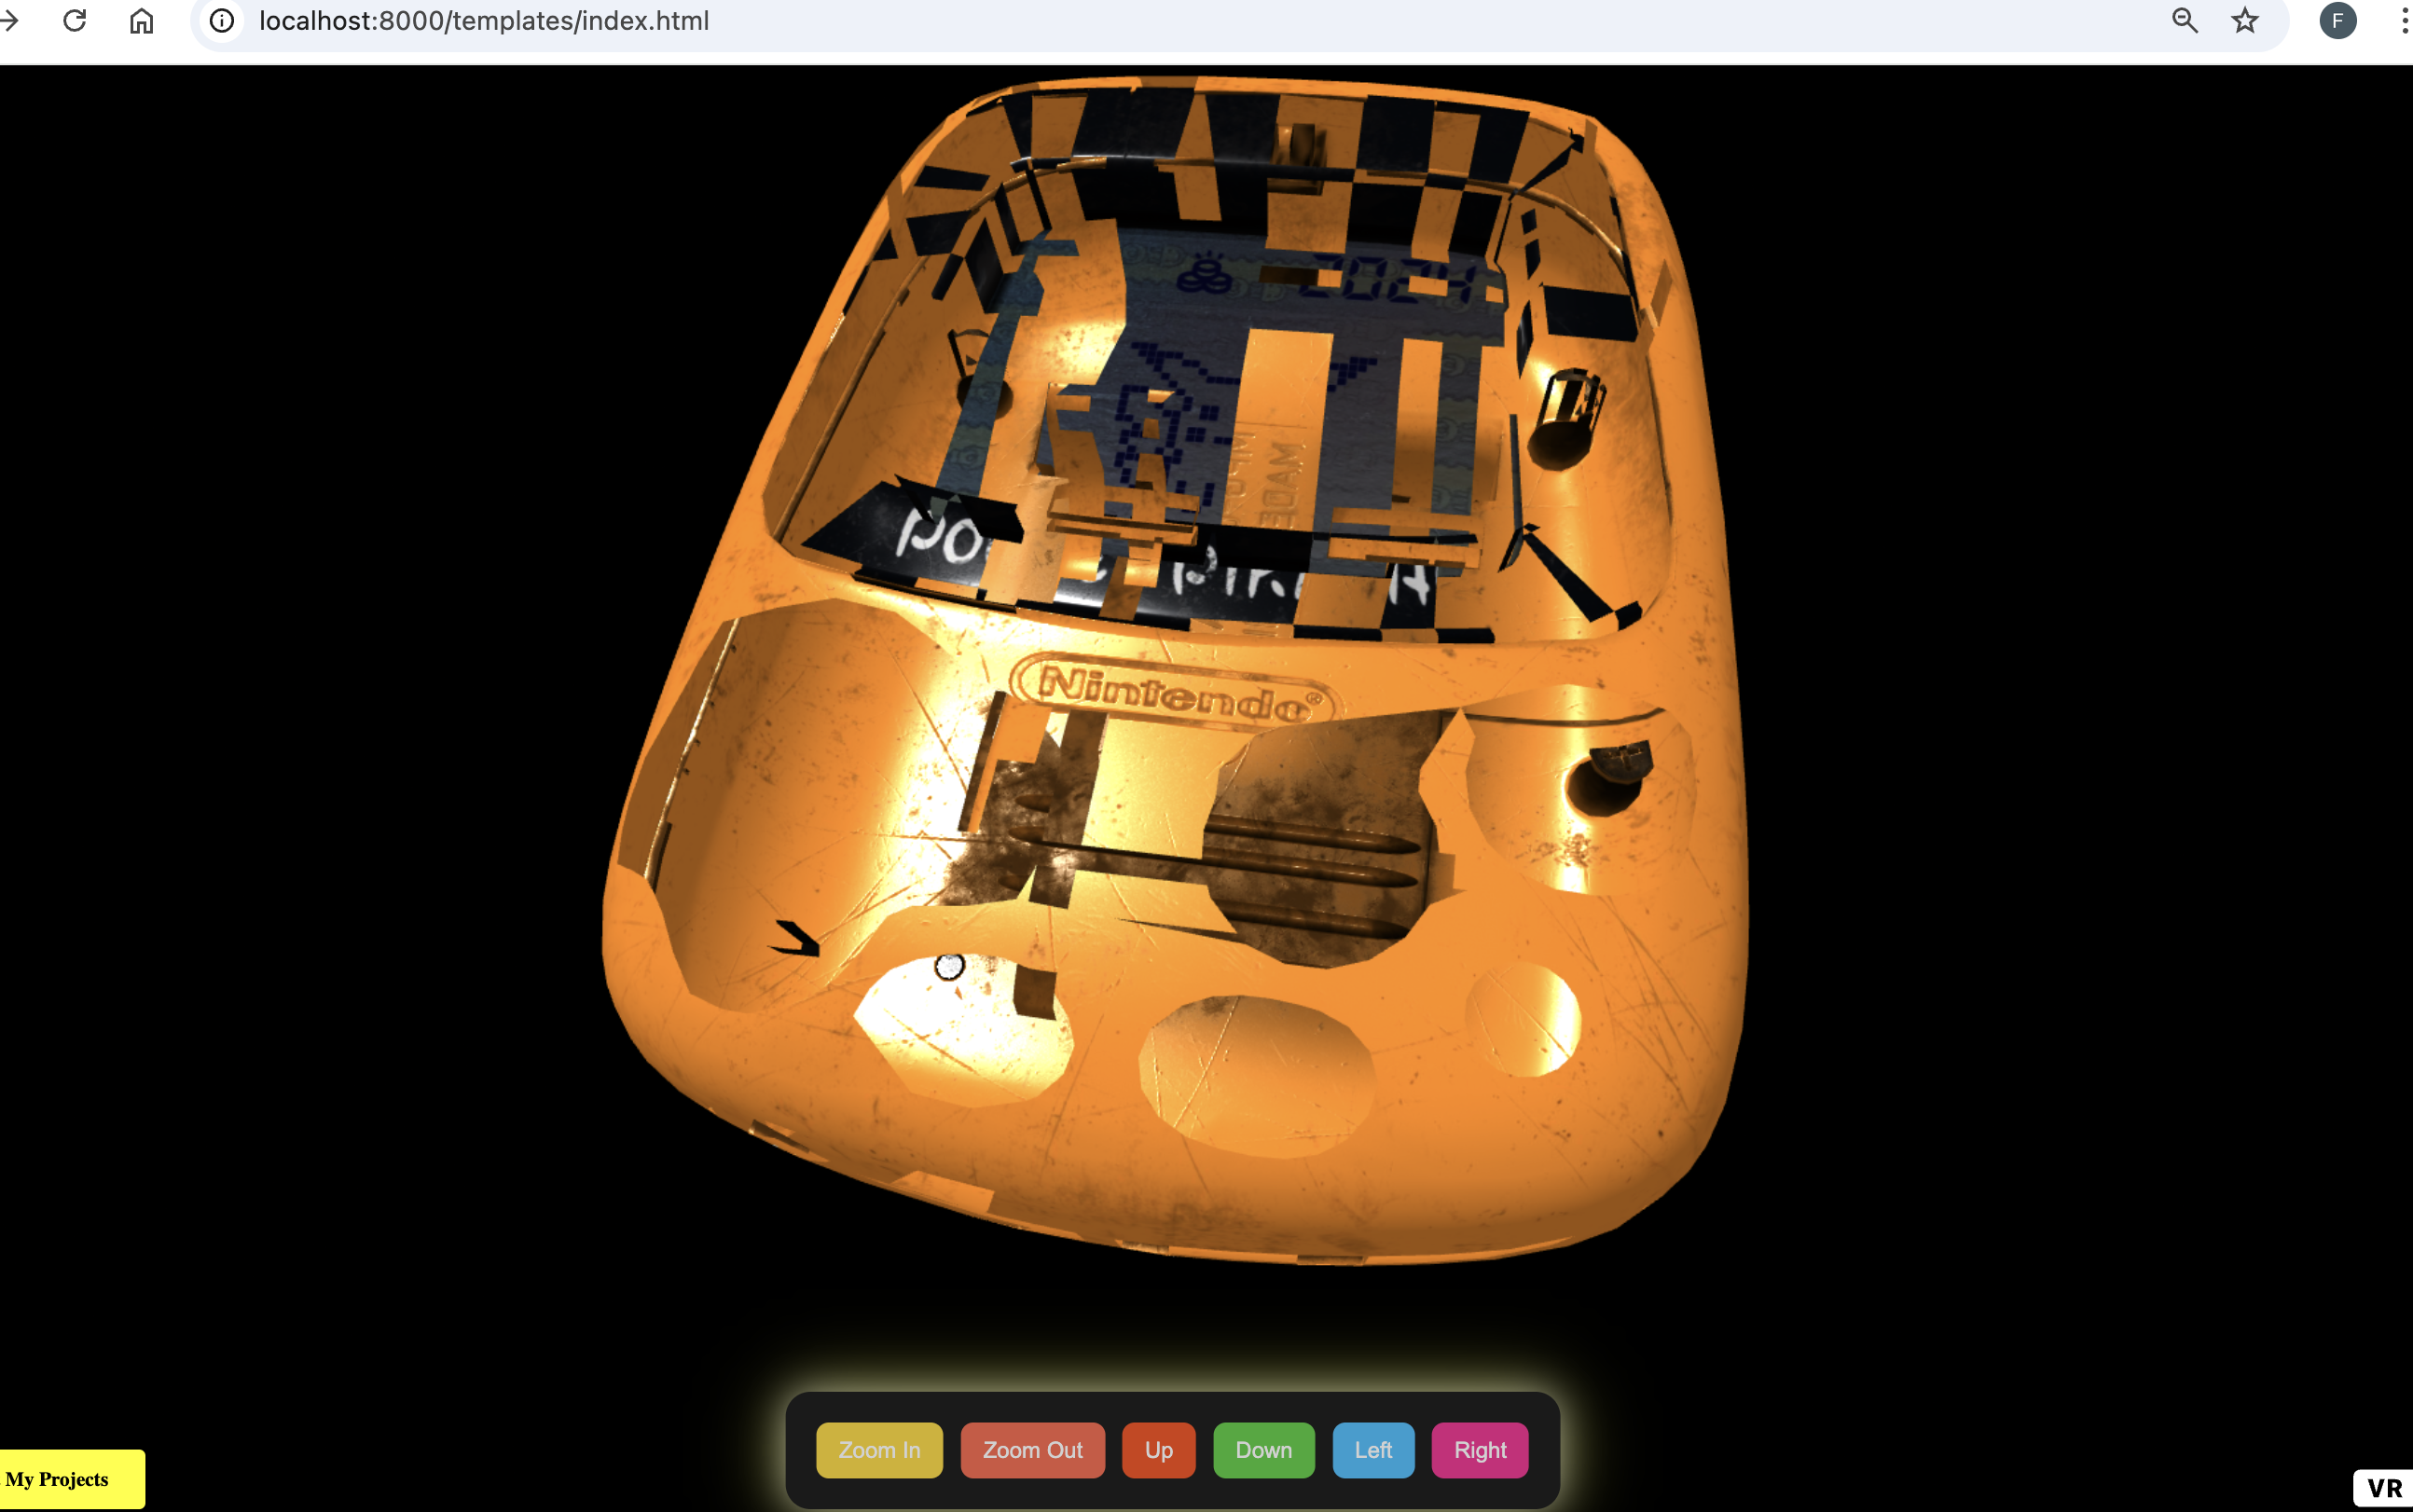 localhost:8000/templates/index.html
F
2024
MADE
PO
Nintendo®
Zoom In Zoom Out Up Down Left Right
My Projects
VR